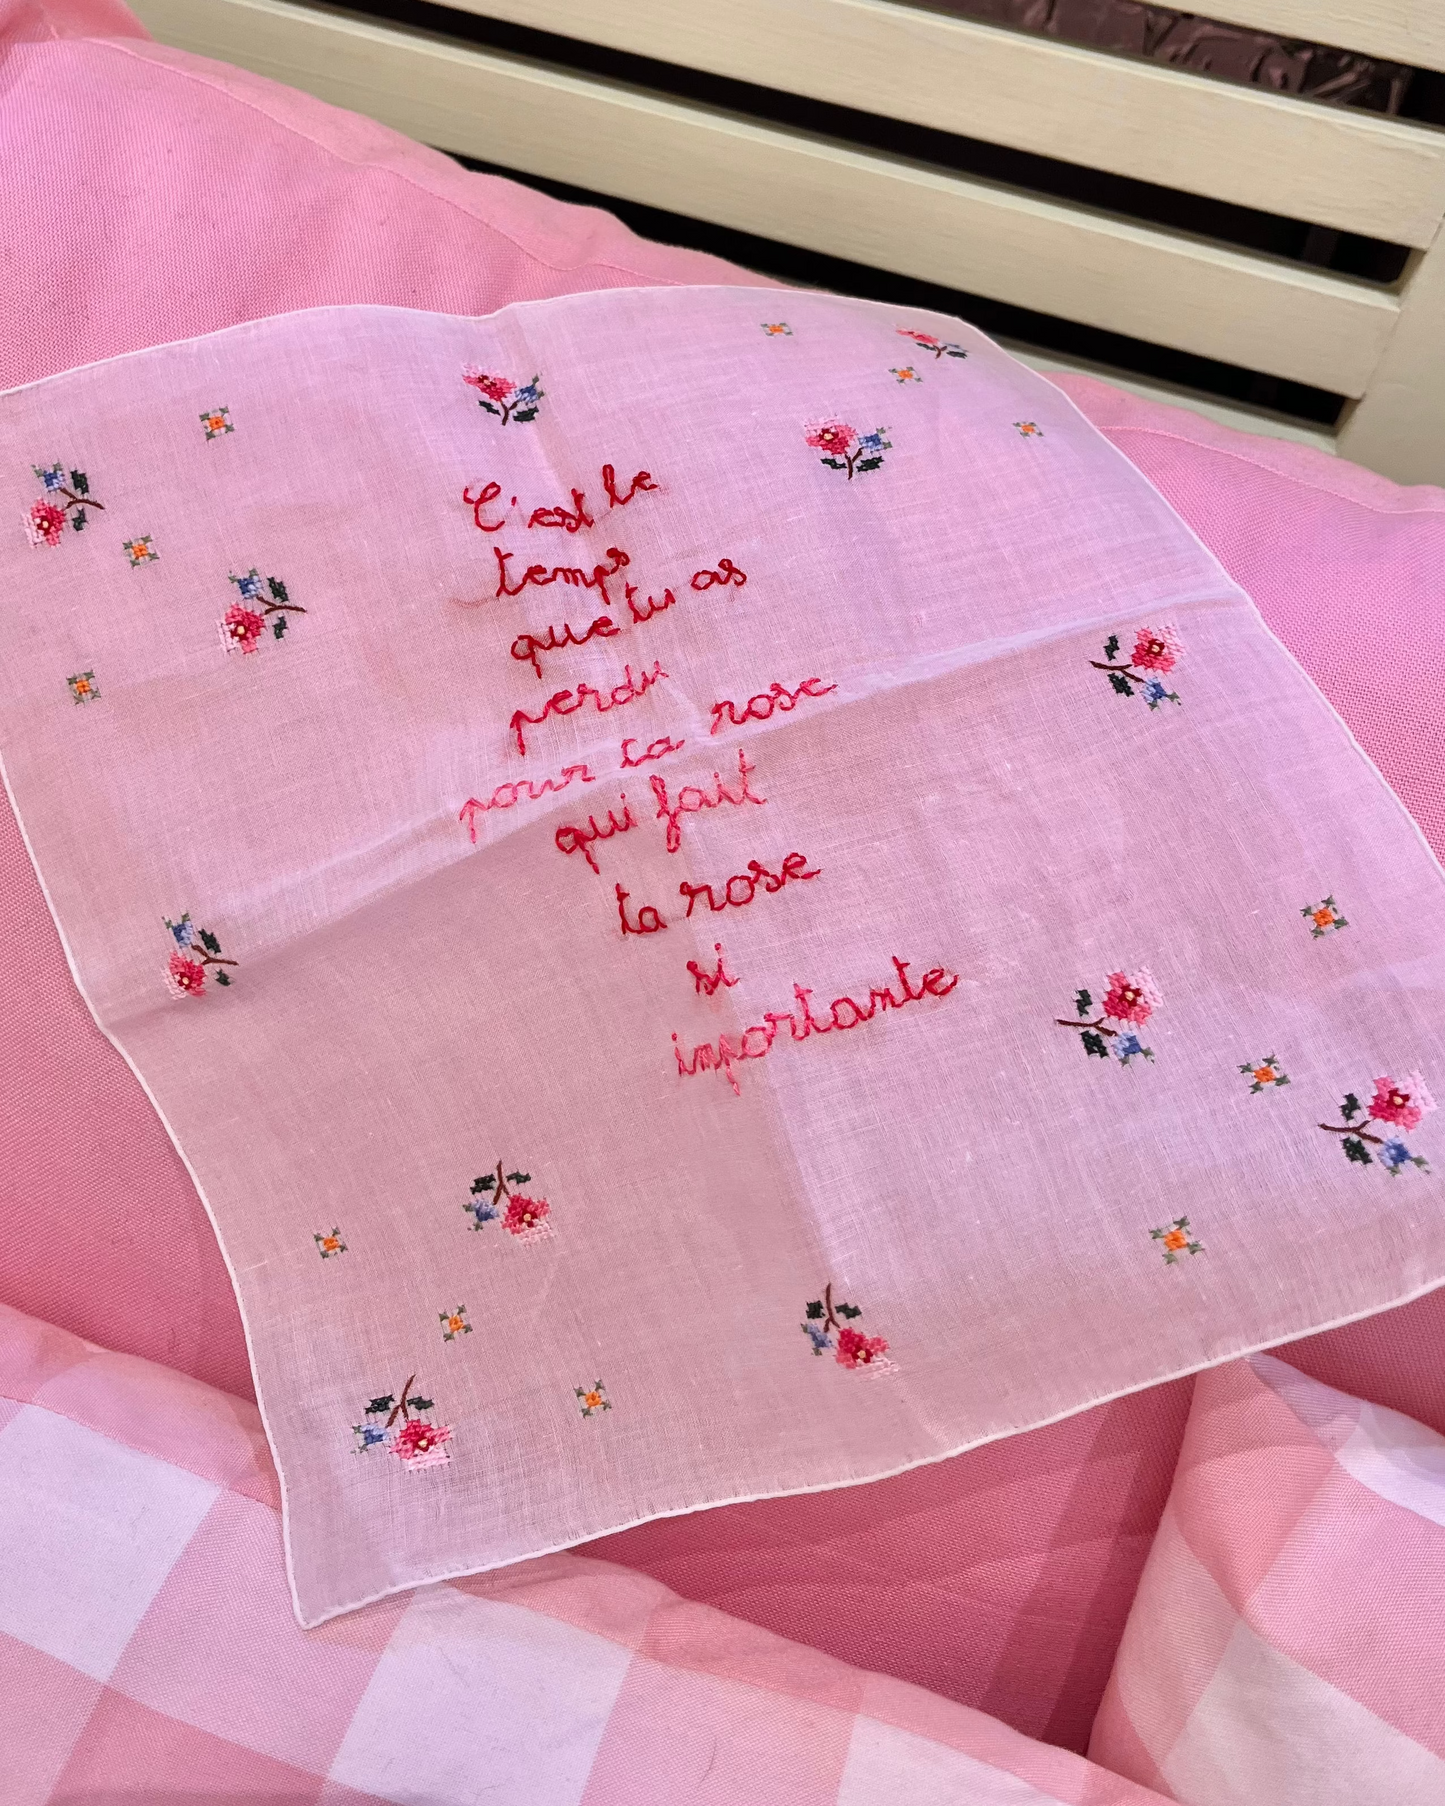 C'est le
temps
que tu as
perdu
pour ta rose
qui fait
ta rose
si
importante